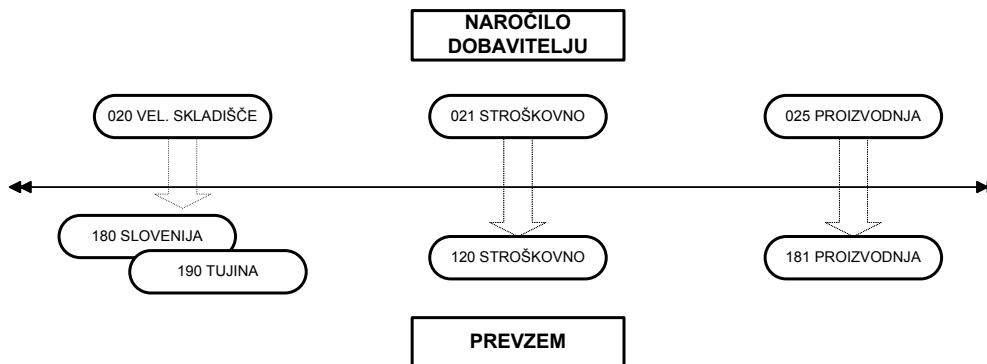 NAROČILO
DOBAVITELJU
020 VEL. SKLADIŠČE
021 STROŠKOVNO
025 PROIZVODNJA
180 SLOVENIJA
190 TUJINA
120 STROŠKOVNO
181 PROIZVODNJA
PREVZEM